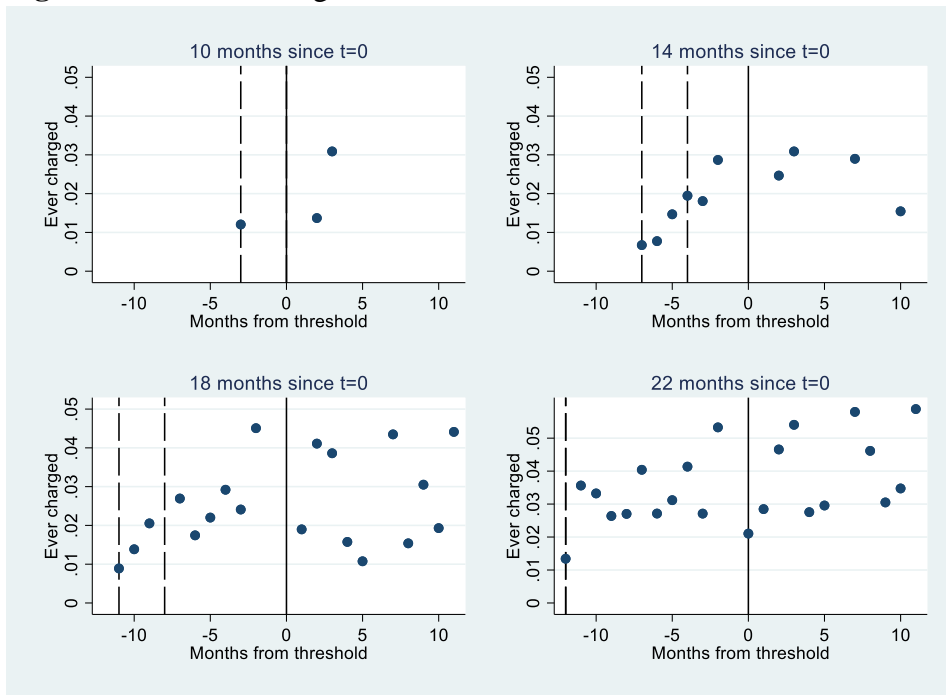 10 months since t=0
Ever charged
0 .01 .02 .03 .04 .05
-10 -5 0 5 10
Months from threshold
14 months since t=0
Ever charged
0 .01 .02 .03 .04 .05
-10 -5 0 5 10
Months from threshold
18 months since t=0
Ever charged
0 .01 .02 .03 .04 .05
-10 -5 0 5 10
Months from threshold
22 months since t=0
Ever charged
0 .01 .02 .03 .04 .05
-10 -5 0 5 10
Months from threshold